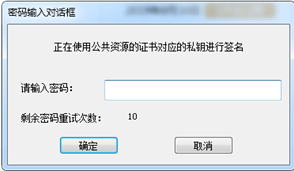 密码输入对话框
正在使用公共资源的证书对应的私钥进行签名
请输入密码：
剩余密码重试次数： 10
确定 取消